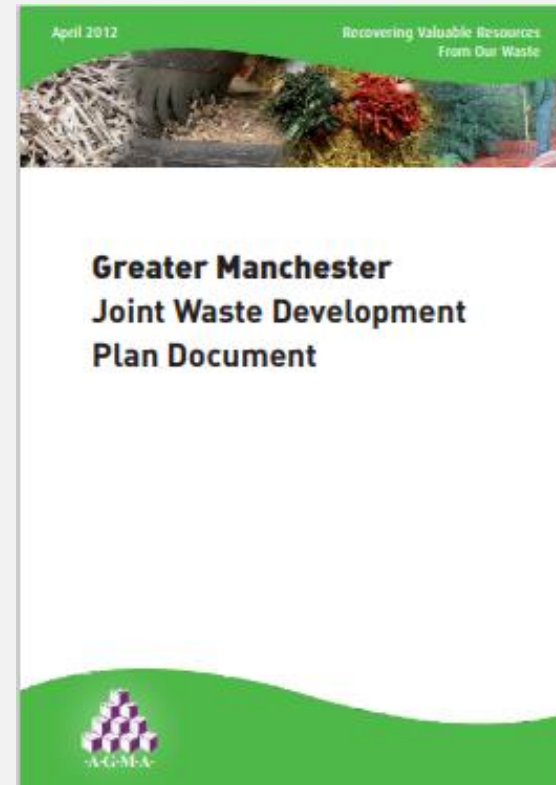 April 2012
Recovering Valuable Resources
From Our Waste
Greater Manchester
Joint Waste Development
Plan Document
·A·G·M·A·